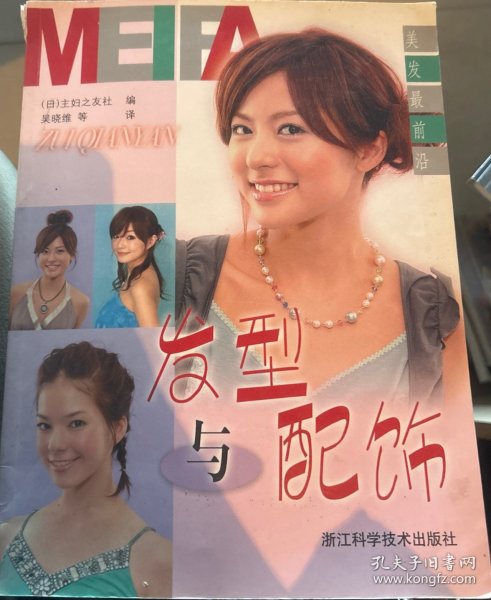 MEIFA
美发最前沿
(日)主妇之友社 编
吴晓维 等 译
ZUIQIANYAN
发型
与
配饰
浙江科学技术出版社
孔夫子旧书网
www.kongfz.com